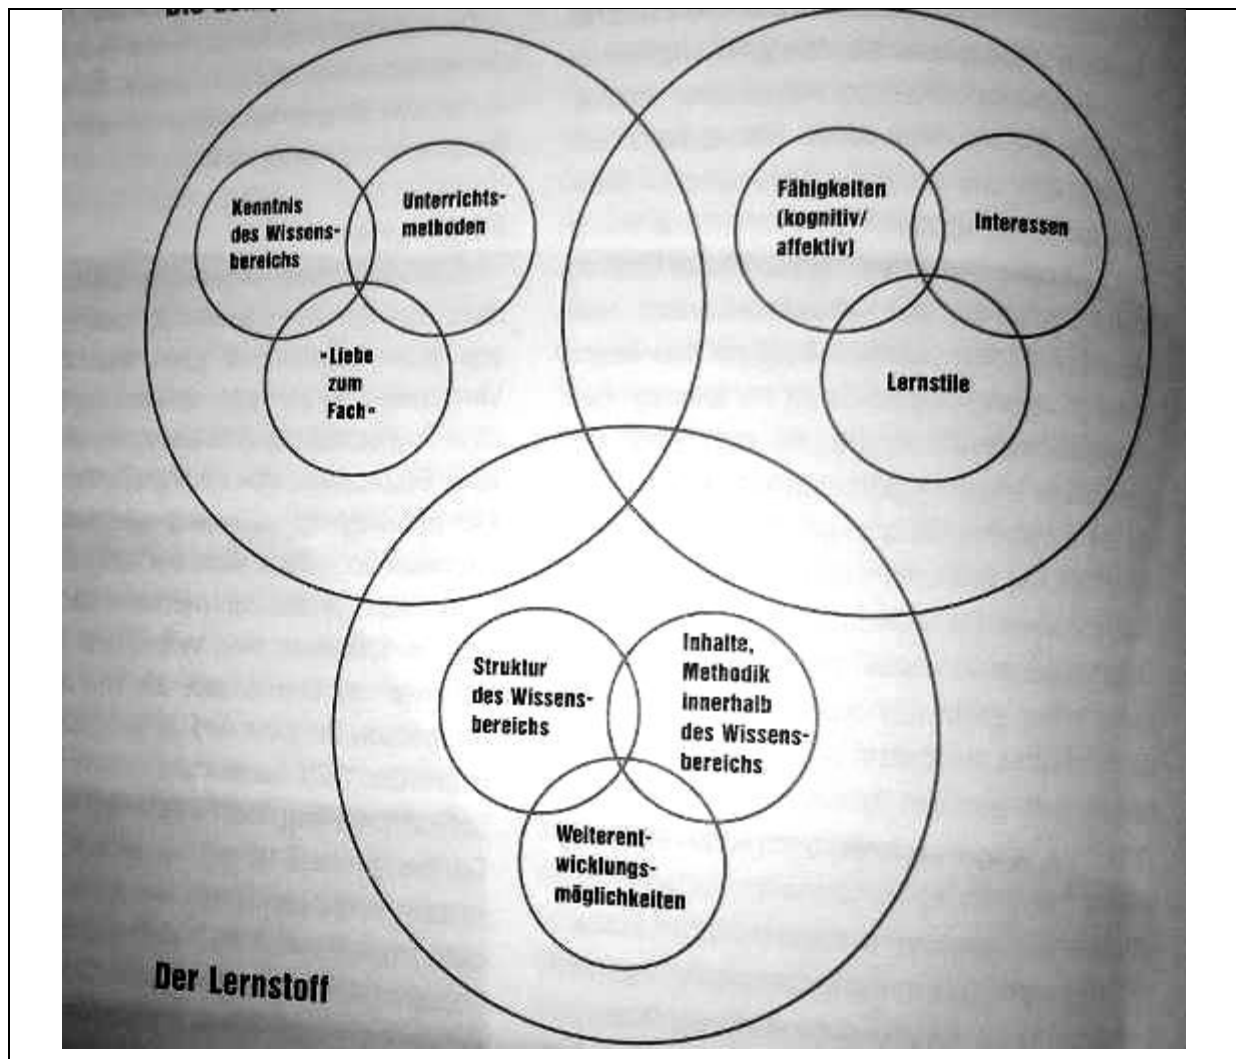 Kenntnis
des Wissens-
bereichs
Unterrichts-
methoden
»Liebe
zum
Fach«
Fähigkeiten
(kognitiv/
affektiv)
Interessen
Lernstile
Struktur
des Wissens-
bereichs
Inhalte,
Methodik
innerhalb
des Wissens-
bereichs
Weiterent-
wicklungs-
möglichkeiten
Der Lernstoff